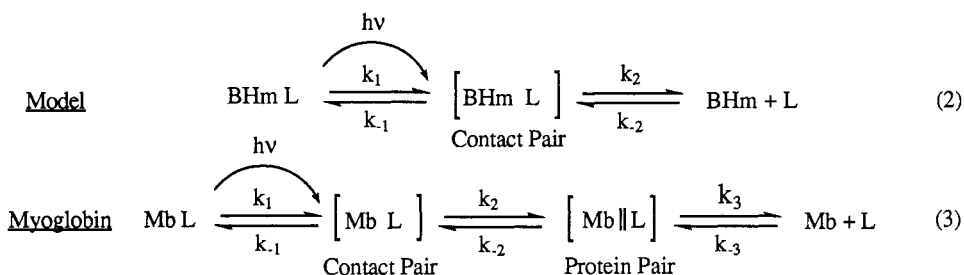 hν
Model BHm L k₁ k₋₁ [BHm L] k₂ k₋₂ BHm + L (2)
Contact Pair
hν
Myoglobin Mb L k₁ k₋₁ [Mb L] k₂ k₋₂ [Mb||L] k₃ k₋₃ Mb + L (3)
Contact Pair Protein Pair